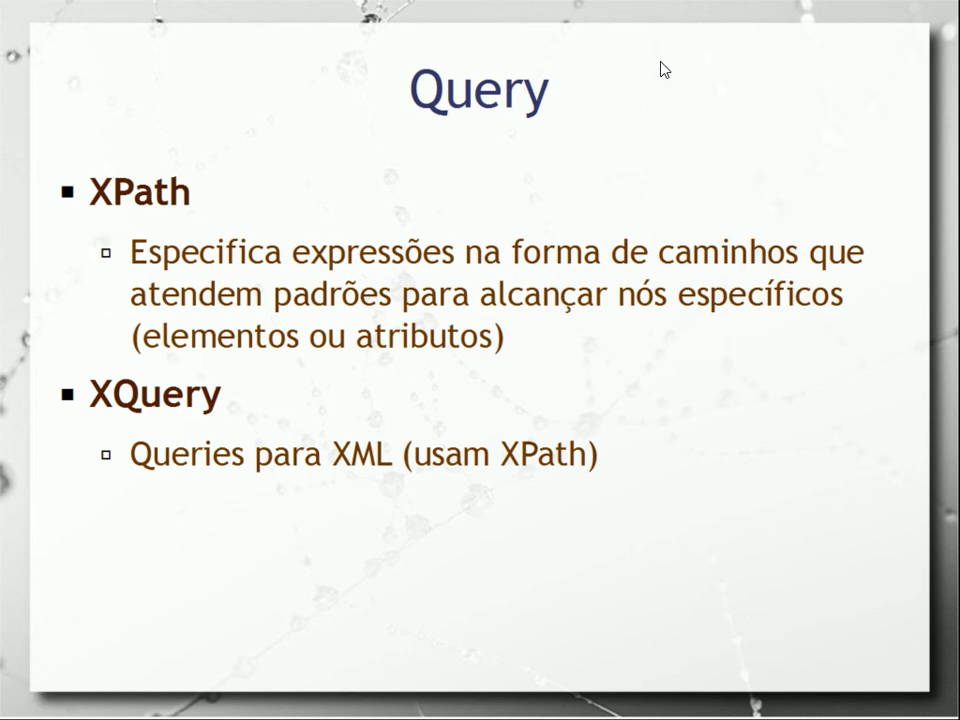 Query
XPath
Especifica expressões na forma de caminhos que
atendem padrões para alcançar nós específicos
(elementos ou atributos)
XQuery
Queries para XML (usam XPath)